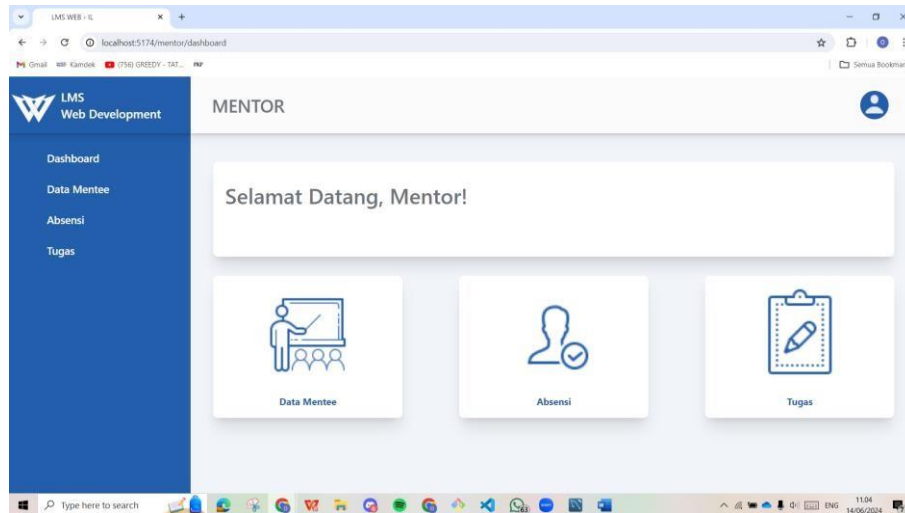 LMS WEB - IL
localhost:5174/mentor/dashboard
Gmail Kamdek (756) GREEDY - TAT... Semua Bookmar
LMS
Web Development
MENTOR
Dashboard
Data Mentee
Absensi
Tugas
Selamat Datang, Mentor!
Data Mentee Absensi Tugas
Type here to search ENG 11.04
14/06/2024